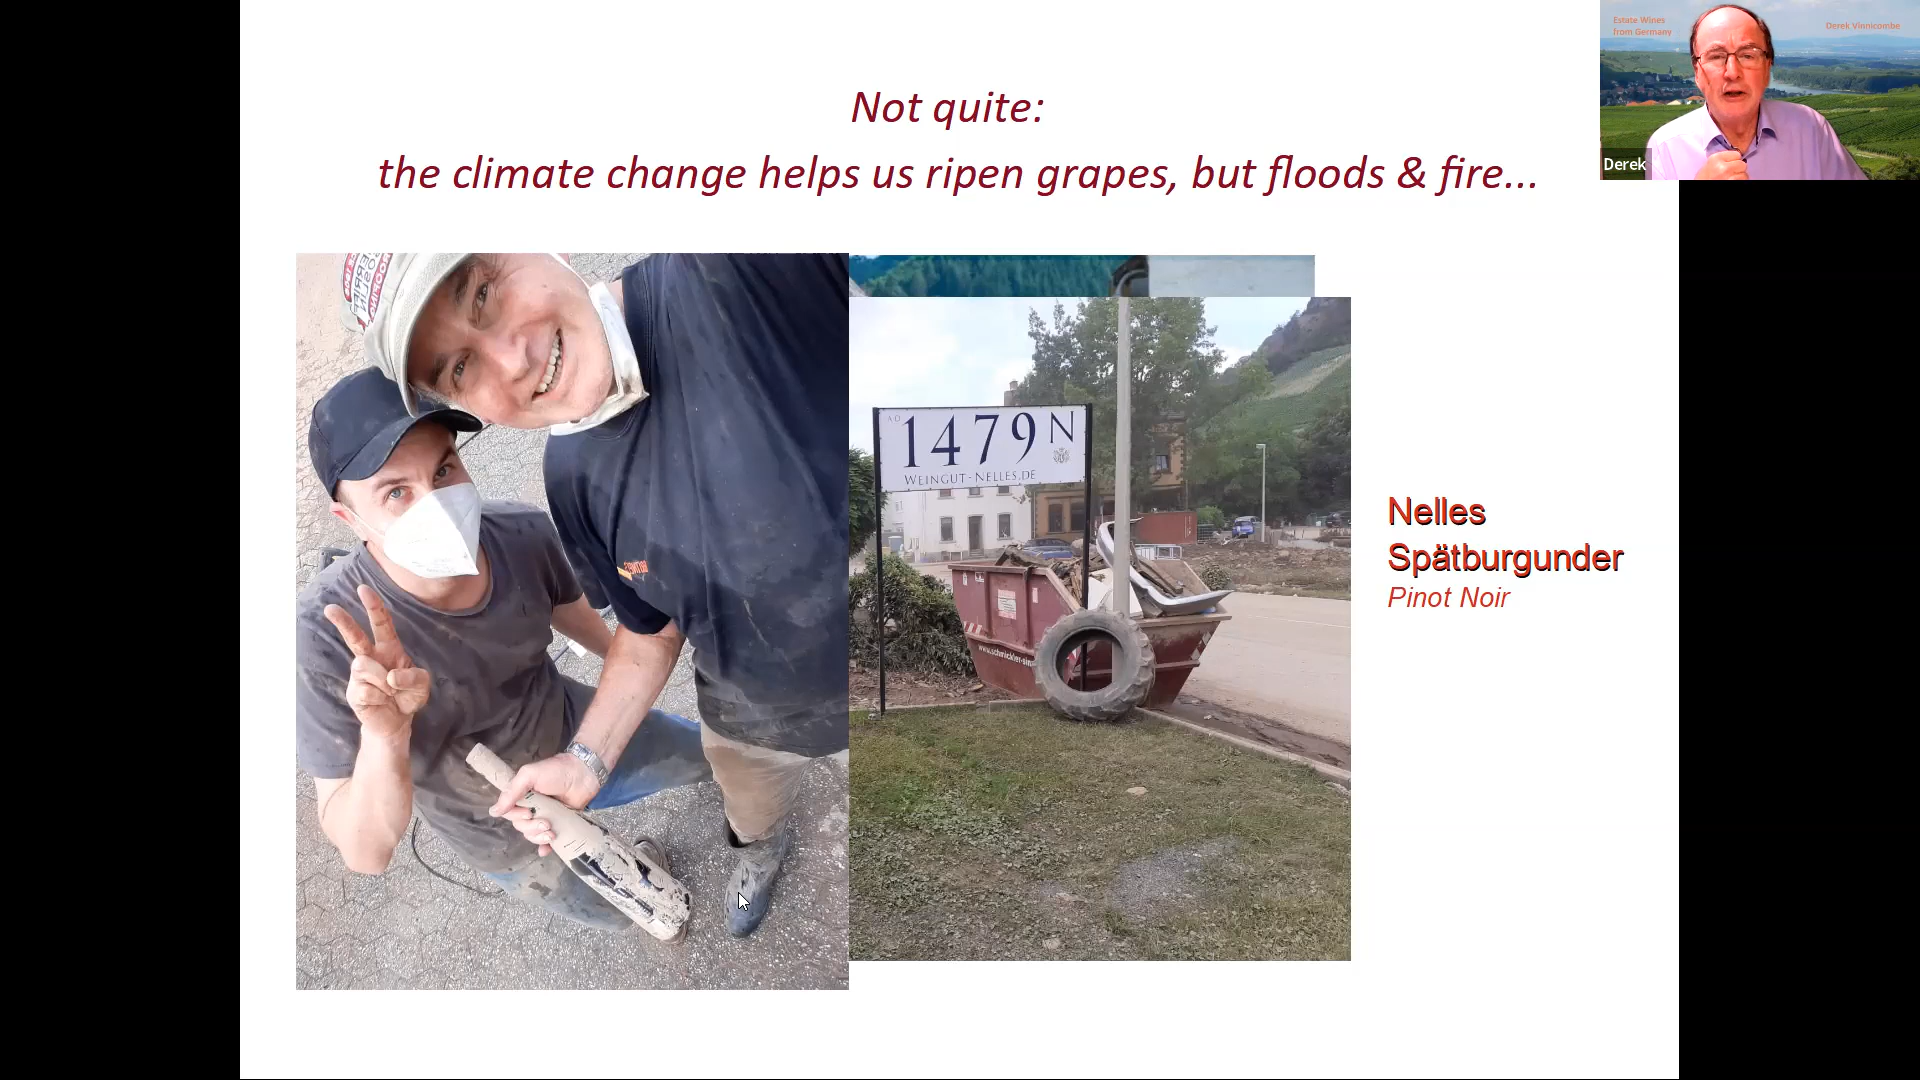 Not quite:
the climate change helps us ripen grapes, but floods & fire...
Estate Wines
from Germany
Derek Vinnicombe
Derek
AD
1479 N
WEINGUT-NELLES.DE
Nelles
Spätburgunder
Pinot Noir